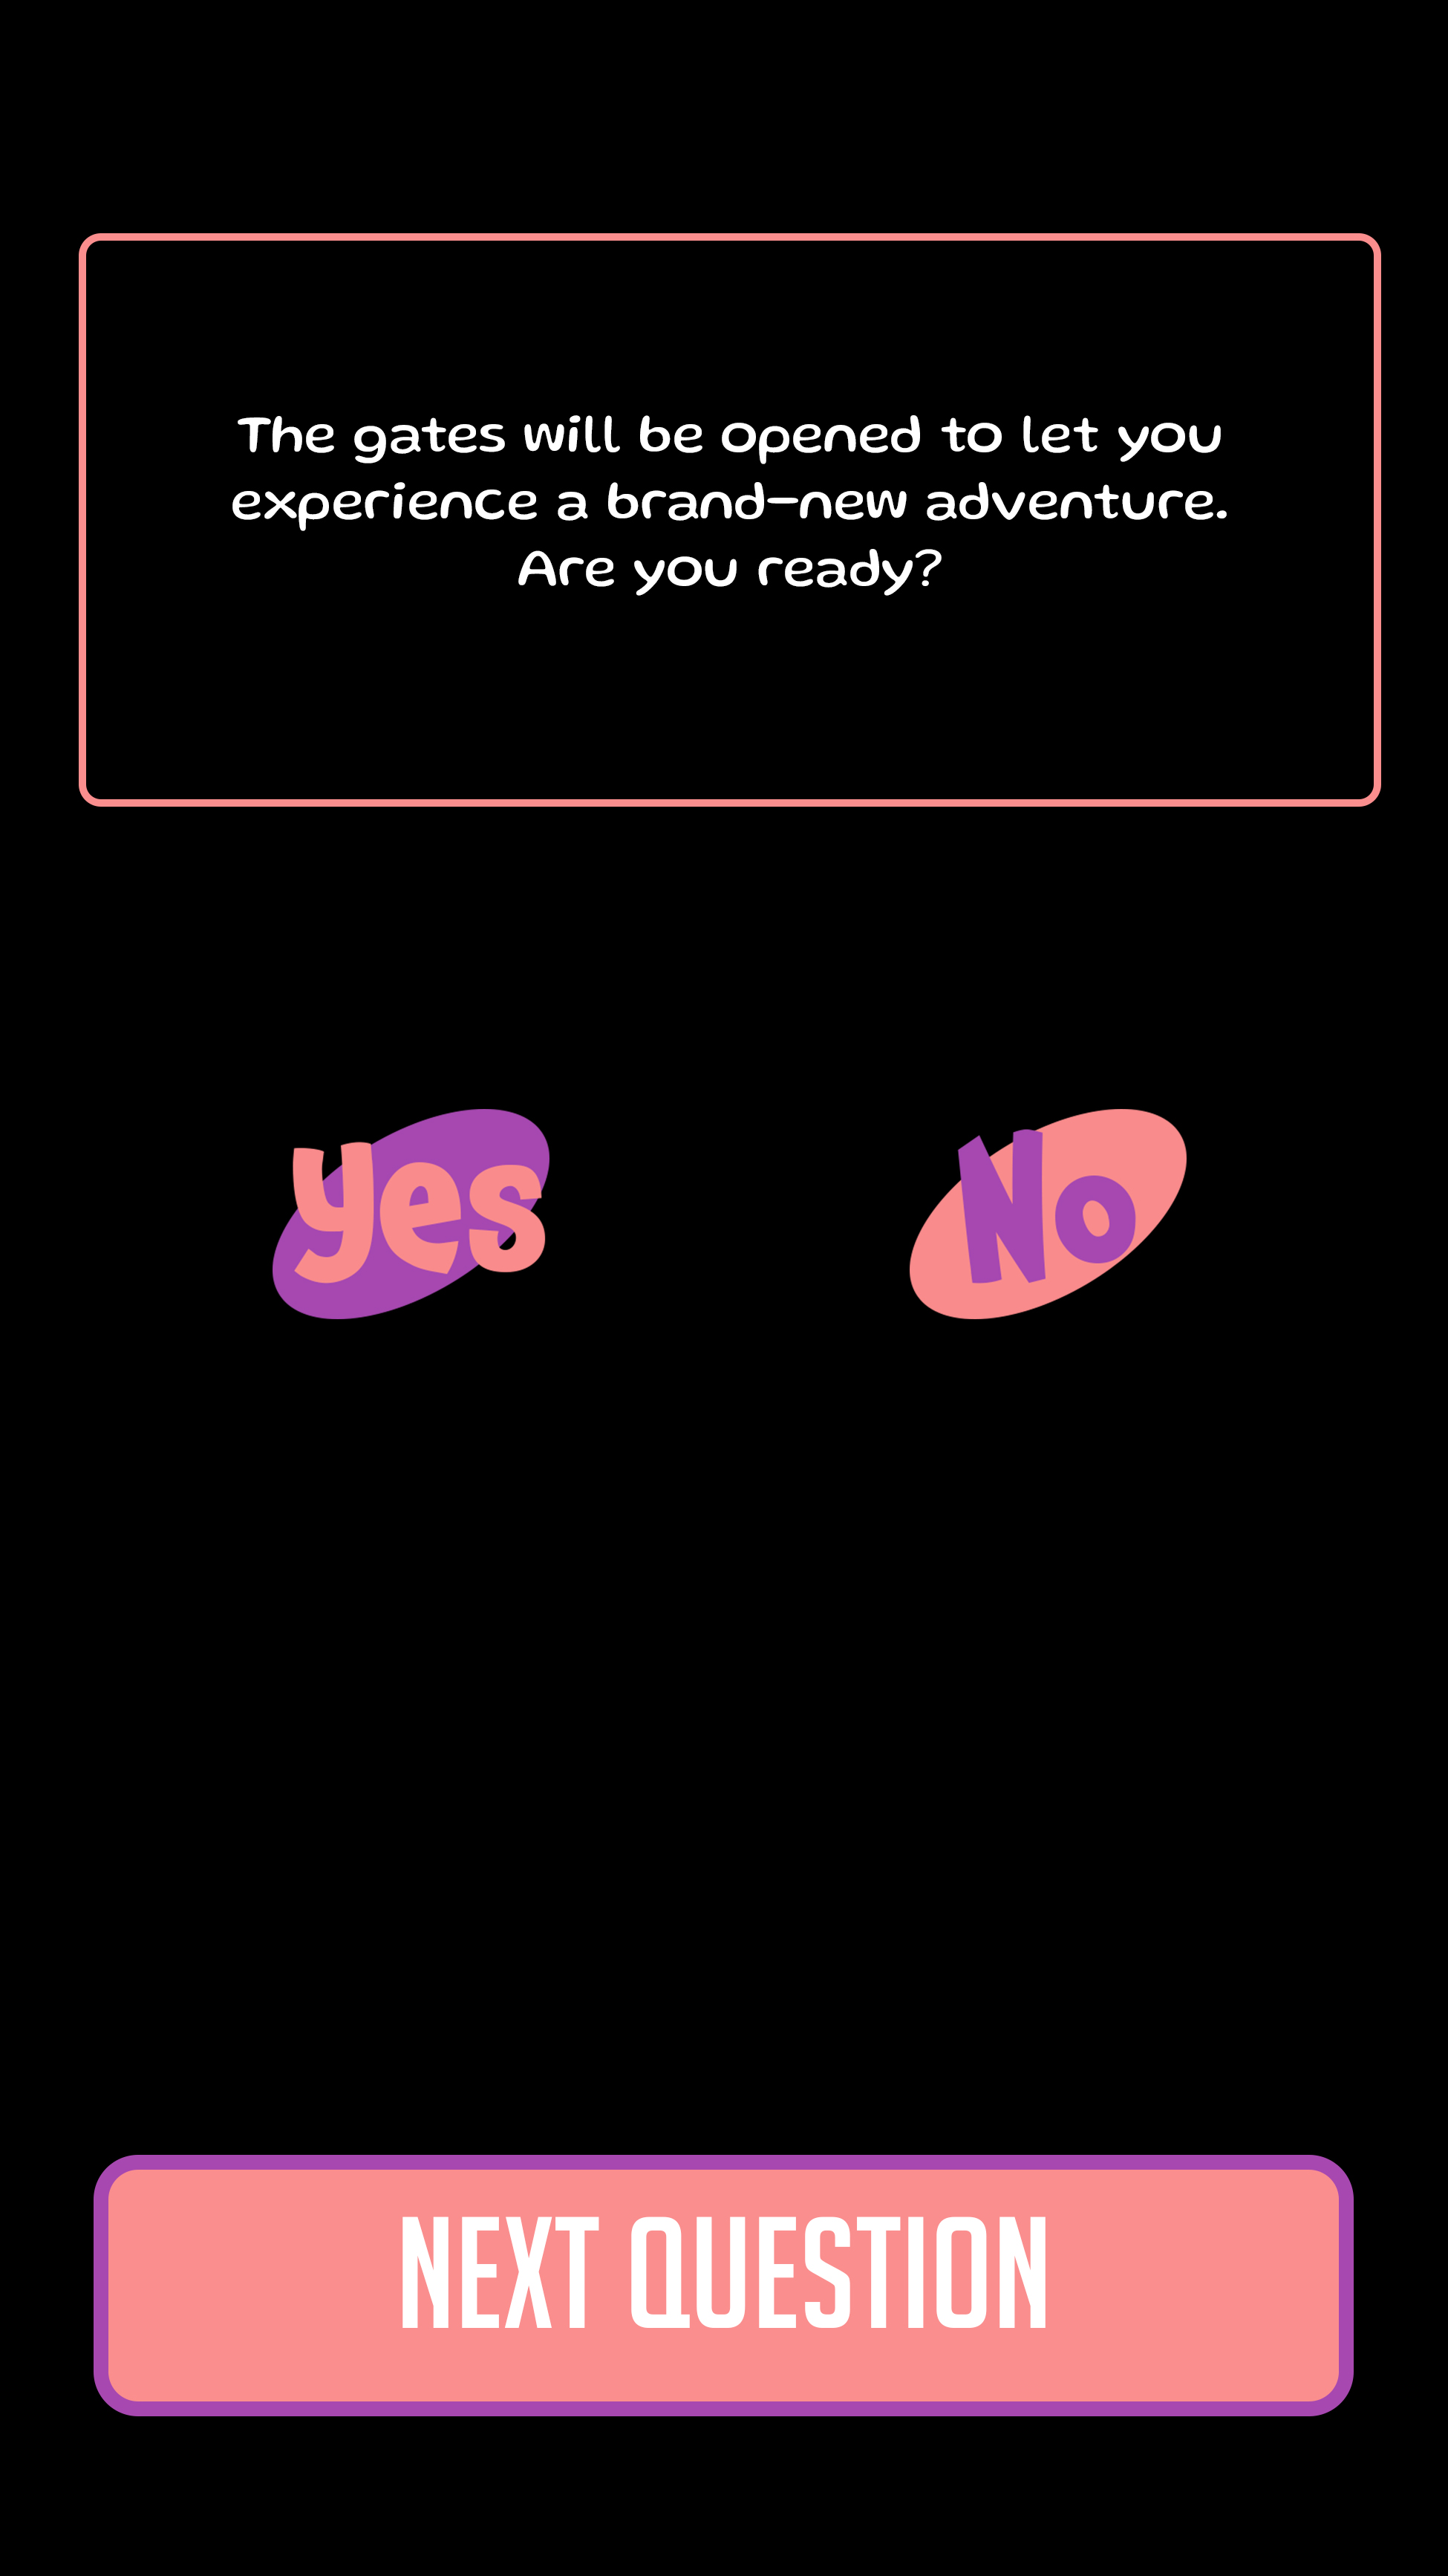 The gates will be opened to let you
experience a brand-new adventure.
Are you ready?
Yes
No
NEXT QUESTION